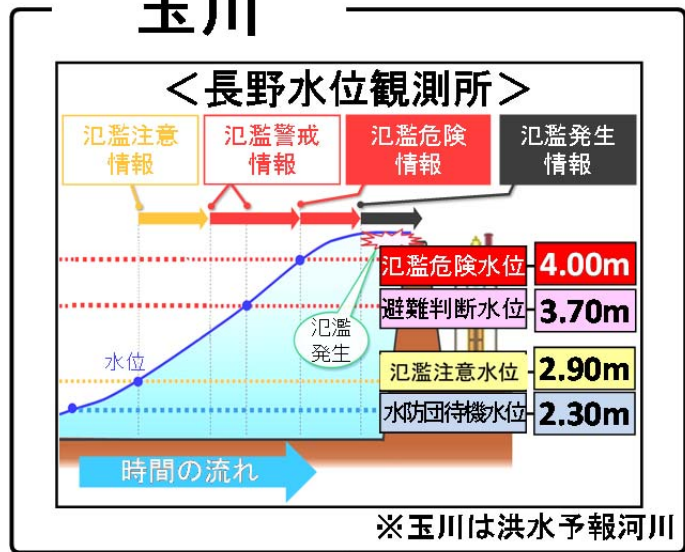 玉川
＜長野水位観測所＞
氾濫注意
情報
氾濫警戒
情報
氾濫危険
情報
氾濫発生
情報
氾濫危険水位
4.00m
避難判断水位
3.70m
氾濫
発生
水位
氾濫注意水位
2.90m
水防団待機水位
2.30m
時間の流れ
※玉川は洪水予報河川